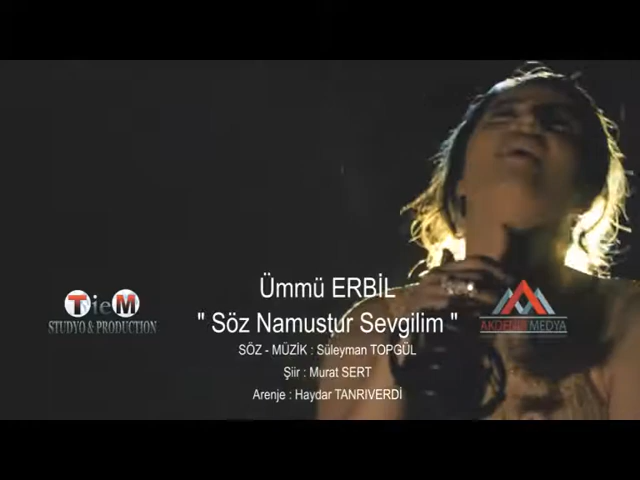 Ümmü ERBİL
" Söz Namustur Sevgilim "
SÖZ - MÜZİK : Süleyman TOPGÜL
Şiir : Murat SERT
Arenje : Haydar TANRIVERDİ
TieM
STUDYO & PRODUCTION
AKDENİZ MEDYA